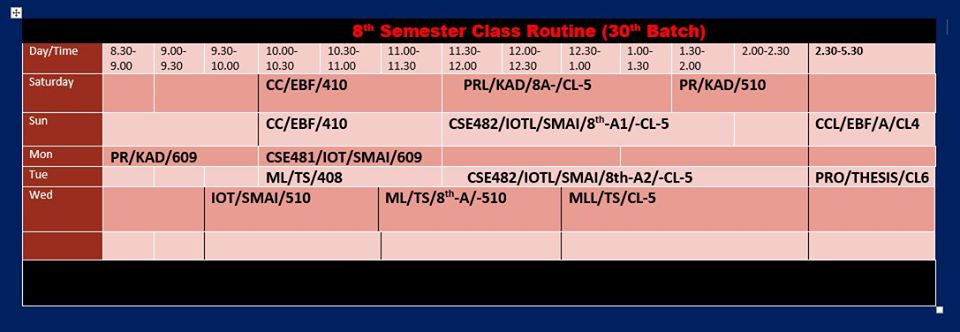 8th Semester Class Routine (30th Batch)
Day/Time 8.30-9.00 9.00-9.30 9.30-10.00 10.00-10.30 10.30-11.00 11.00-11.30 11.30-12.00 12.00-12.30 12.30-1.00 1.00-1.30 1.30-2.00 2.00-2.30 2.30-5.30
Saturday CC/EBF/410 PRL/KAD/8A-/CL-5 PR/KAD/510
Sun CC/EBF/410 CSE482/IOTL/SMAI/8th-A1/-CL-5 CCL/EBF/A/CL4
Mon PR/KAD/609 CSE481/IOT/SMAI/609
Tue ML/TS/408 CSE482/IOTL/SMAI/8th-A2/-CL-5 PRO/THESIS/CL6
Wed IOT/SMAI/510 ML/TS/8th-A/-510 MLL/TS/CL-5